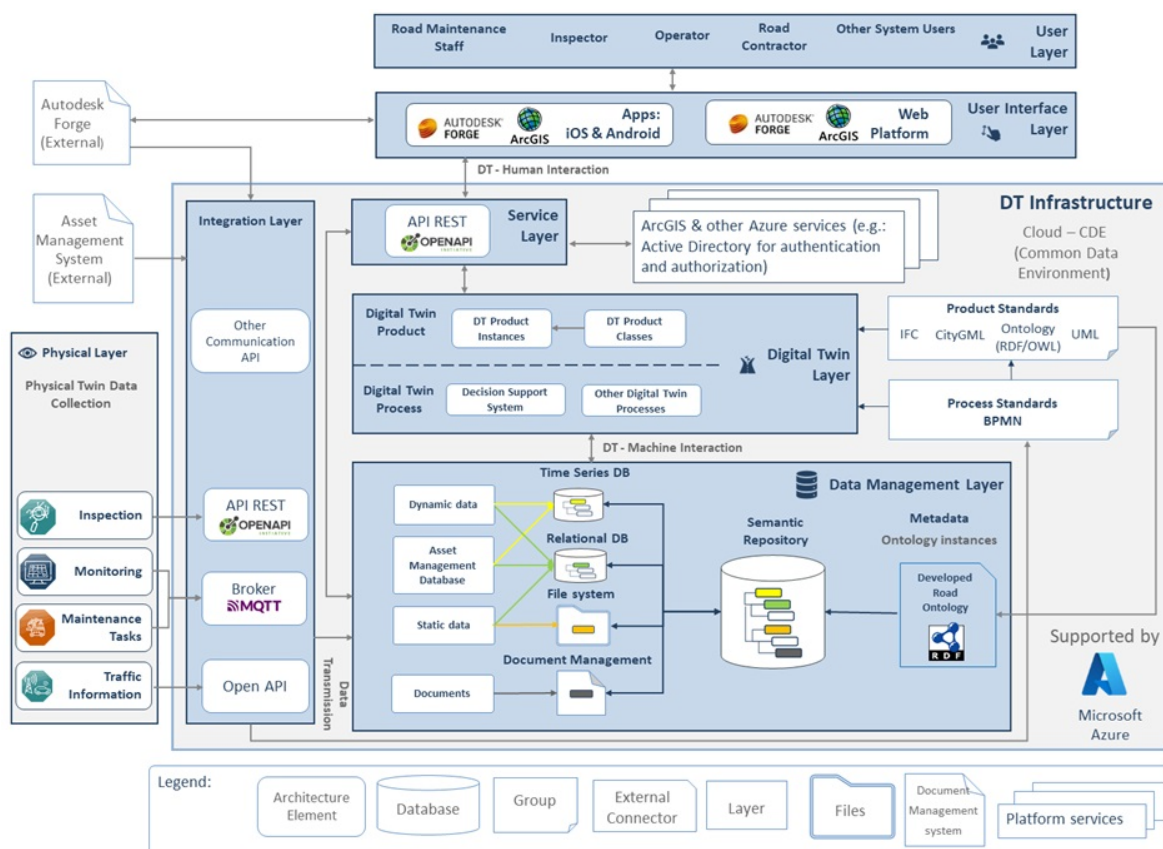 Road Maintenance
Staff
Inspector
Operator
Road
Contractor
Other System Users
User
Layer
Autodesk
Forge
(External)
AUTODESK®
FORGE
ArcGIS
Apps:
iOS & Android
AUTODESK®
FORGE
ArcGIS
Web
Platform
User Interface
Layer
DT - Human Interaction
Asset
Management
System
(External)
Integration Layer
API REST
OPENAPI
INITIATIVE
Service
Layer
ArcGIS & other Azure services (e.g.:
Active Directory for authentication
and authorization)
DT Infrastructure
Cloud – CDE
(Common Data
Environment)
Other
Communication
API
Digital Twin
Product
DT Product
Instances
DT Product
Classes
Digital Twin
Layer
Digital Twin
Process
Decision Support
System
Other Digital Twin
Processes
Product Standards
IFC
CityGML
Ontology
(RDF/OWL)
UML
Process Standards
BPMN
DT - Machine Interaction
Physical Layer
Physical Twin Data
Collection
Inspection
Monitoring
Maintenance
Tasks
Traffic
Information
API REST
OPENAPI
INITIATIVE
Broker
MQTT
Open API
Data
Transmission
Time Series DB
Data Management Layer
Dynamic data
Relational DB
Asset
Management
Database
File system
Static data
Document Management
Documents
Semantic
Repository
Metadata
Ontology instances
Developed
Road
Ontology
RDF
Supported by
Microsoft
Azure
Legend:
Architecture
Element
Database
Group
External
Connector
Layer
Files
Document
Management
system
Platform services